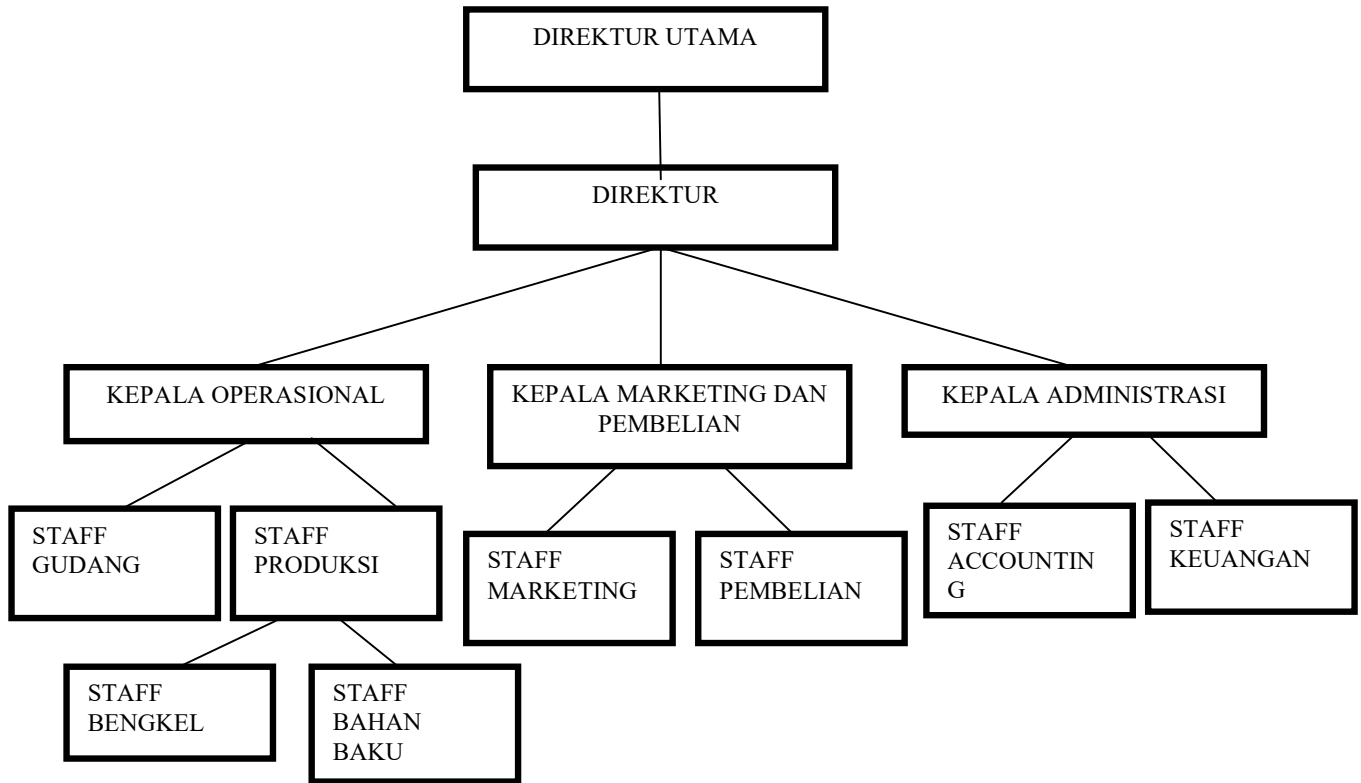 DIREKTUR UTAMA
DIREKTUR
KEPALA OPERASIONAL
KEPALA MARKETING DAN
PEMBELIAN
KEPALA ADMINISTRASI
STAFF
GUDANG
STAFF
PRODUKSI
STAFF
MARKETING
STAFF
PEMBELIAN
STAFF
ACCOUNTIN
G
STAFF
KEUANGAN
STAFF
BENGKEL
STAFF
BAHAN
BAKU